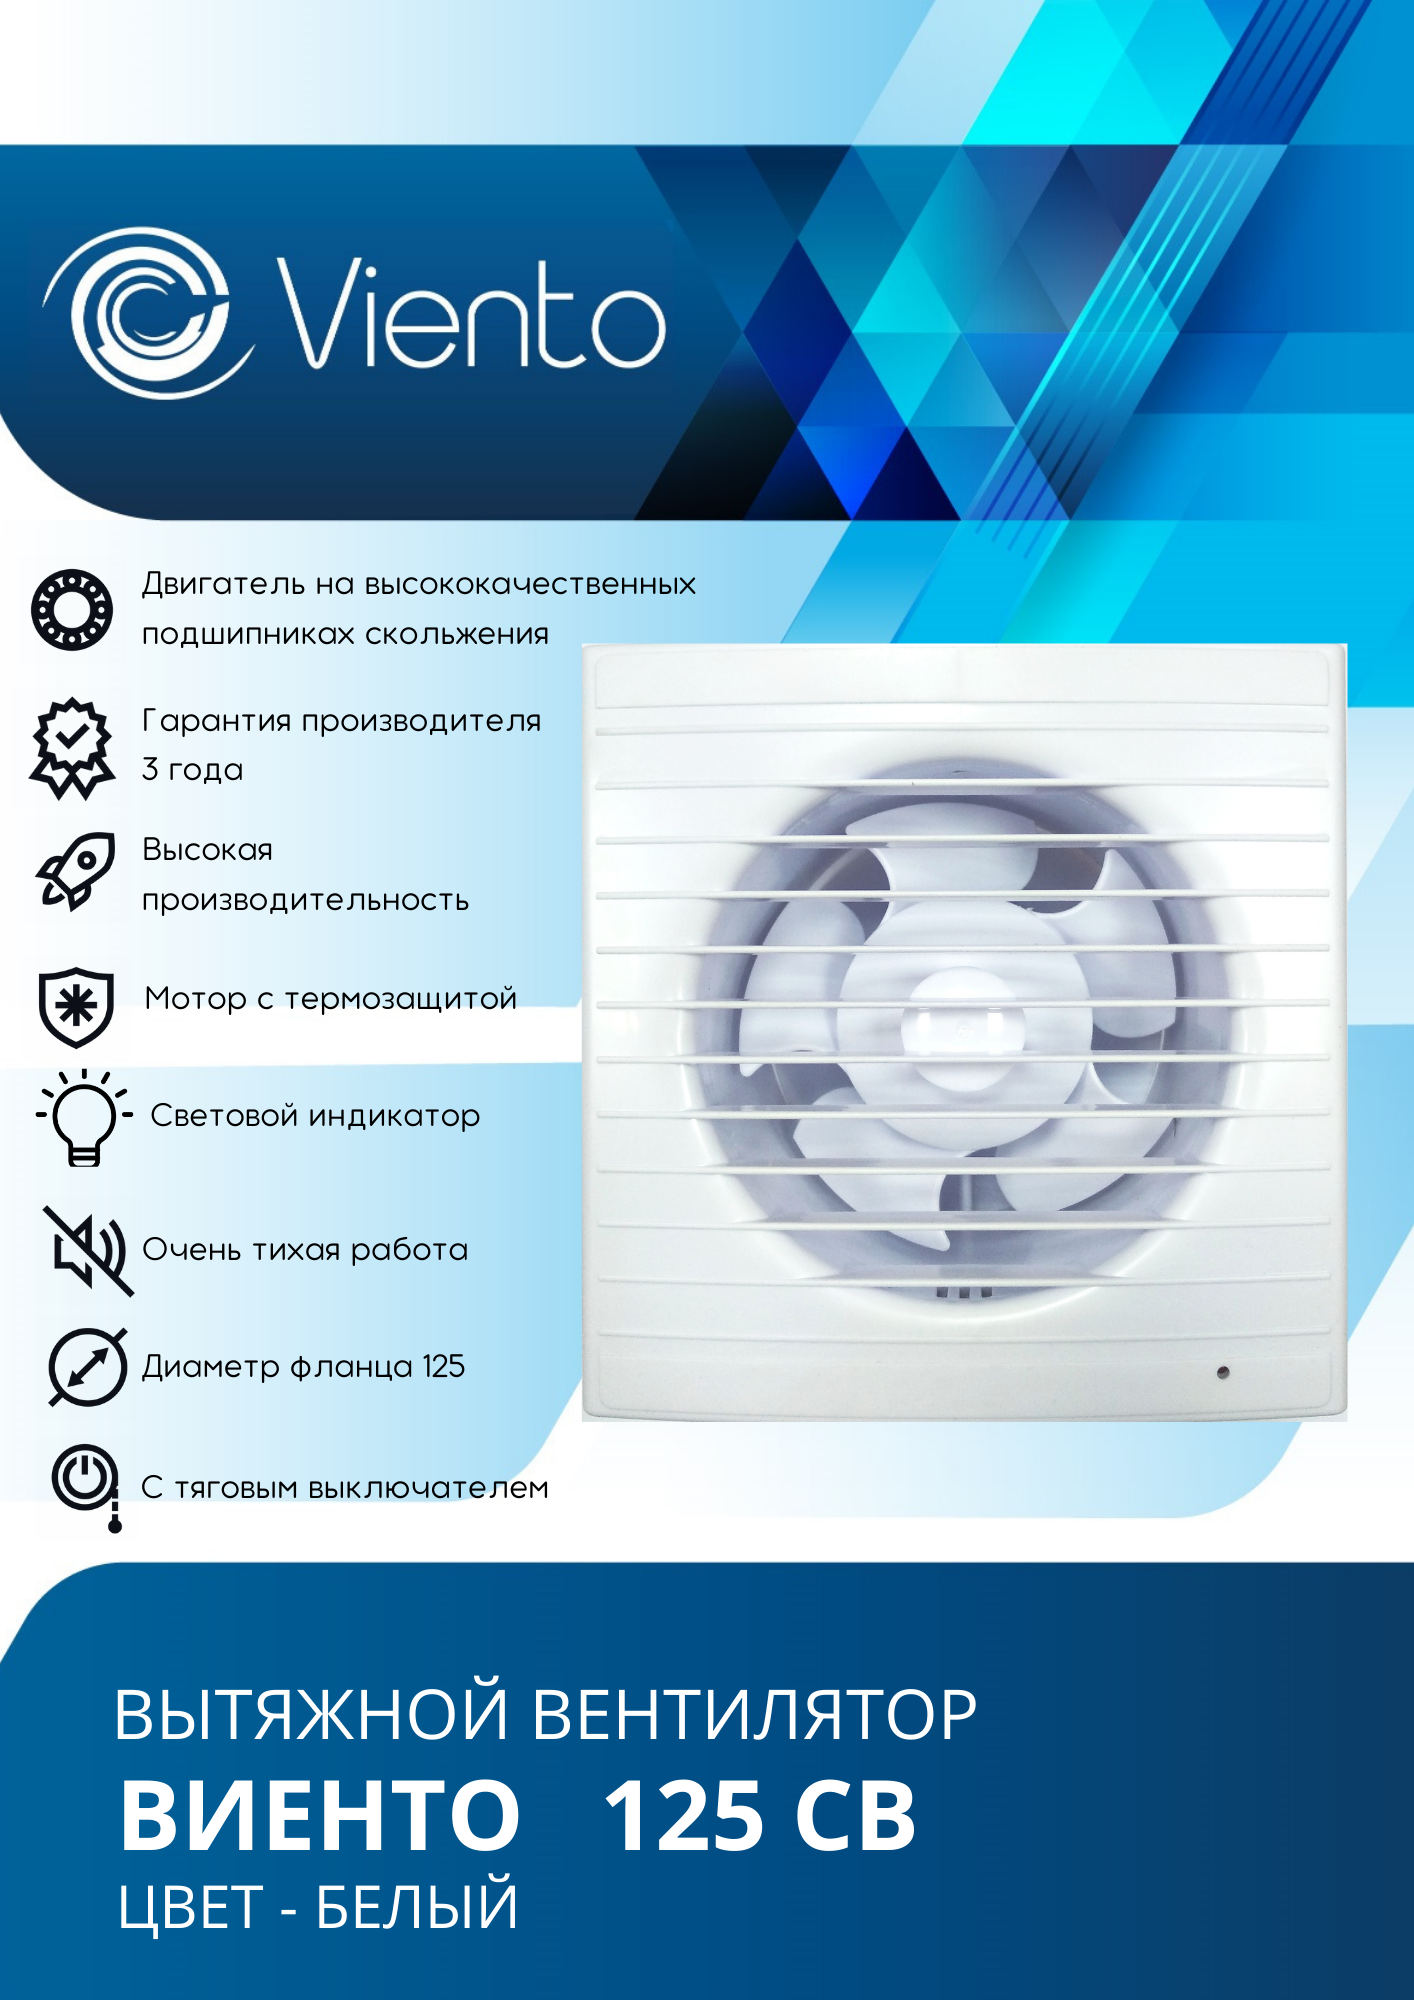 Viento
Двигатель на высококачественных
подшипниках скольжения
Гарантия производителя
3 года
Высокая
производительность
Мотор с термозащитой
Световой индикатор
Очень тихая работа
Диаметр фланца 125
С тяговым выключателем
ВЫТЯЖНОЙ ВЕНТИЛЯТОР
ВИЕНТО 125 СВ
ЦВЕТ - БЕЛЫЙ